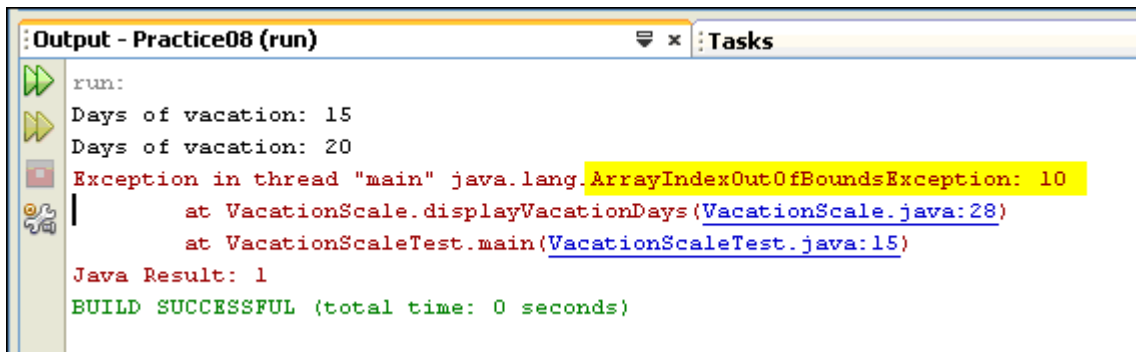 Output - Practice08 (run)
Tasks
run:
Days of vacation: 15
Days of vacation: 20
Exception in thread "main" java.lang.ArrayIndexOutOfBoundsException: 10
at VacationScale.displayVacationDays(VacationScale.java:28)
at VacationScaleTest.main(VacationScaleTest.java:15)
Java Result: 1
BUILD SUCCESSFUL (total time: 0 seconds)